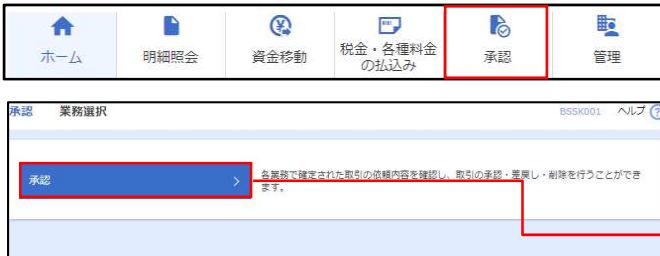 ホーム
明細照会
資金移動
税金・各種料金
の払込み
承認
管理
承認 業務選択 BSSK001 ヘルプ ?
承認 >
各業務で確定された取引の依頼内容を確認し、取引の承認・差戻し・削除を行うことができ
ます。